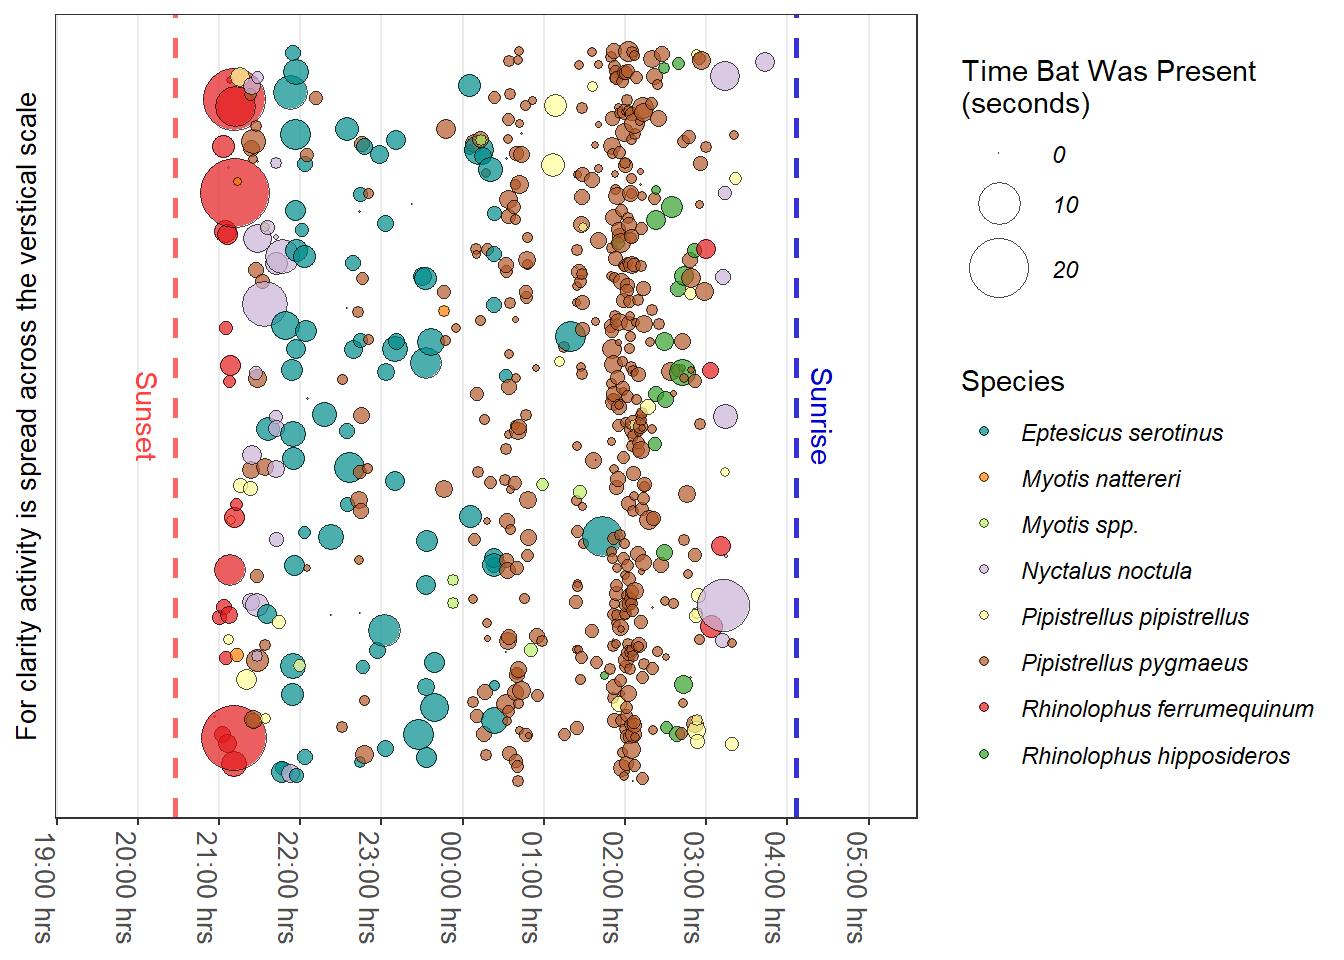 For clarity activity is spread across the verstical scale
Sunset
Sunrise
19:00 hrs
20:00 hrs
21:00 hrs
22:00 hrs
23:00 hrs
00:00 hrs
01:00 hrs
02:00 hrs
03:00 hrs
04:00 hrs
05:00 hrs
Time Bat Was Present
(seconds)
0
10
20
Species
Eptesicus serotinus
Myotis nattereri
Myotis spp.
Nyctalus noctula
Pipistrellus pipistrellus
Pipistrellus pygmaeus
Rhinolophus ferrumequinum
Rhinolophus hipposideros